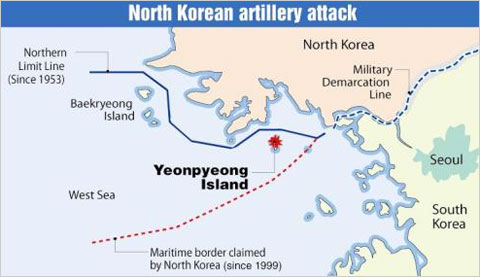 North Korean artillery attack
Northern
Limit Line
(Since 1953)
North Korea
Military
Demarcation
Line
Baekryeong
Island
Yeonpyeong
Island
Seoul
West Sea
South
Korea
Maritime border claimed
by North Korea (since 1999)